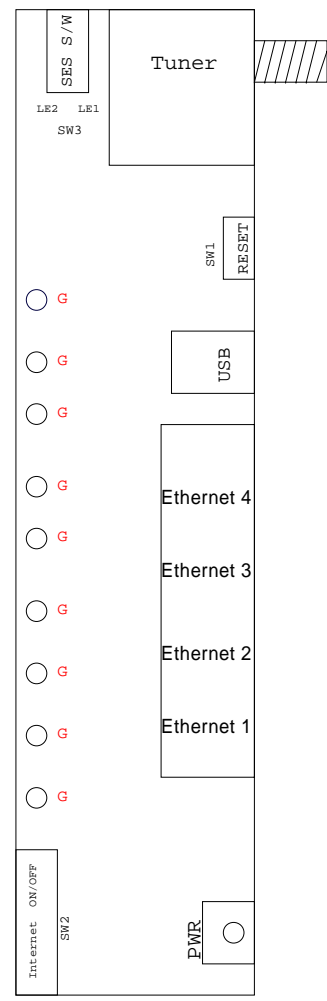 SES S/W
Tuner
LE2 LE1
SW3
SW1
RESET
G
USB
G
G
G
Ethernet 4
G
Ethernet 3
G
Ethernet 2
G
Ethernet 1
G
G
Internet ON/OFF
SW2
PWR